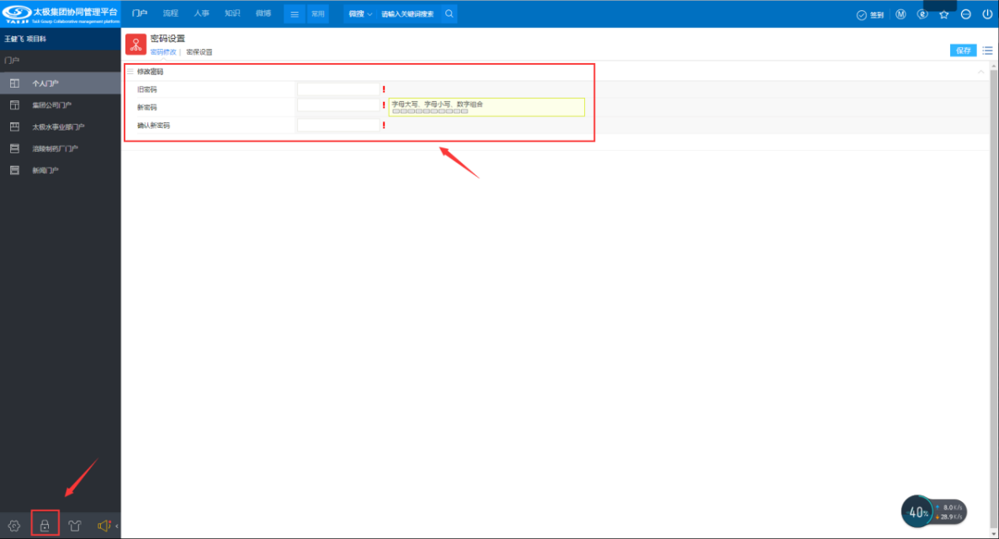 太极集团协同管理平台 门户 流程 人事 知识 微博 常用 微搜 请输入关键词搜索 签到
TAIJI Taiji Group Collaborative management platform
王健飞 项目科
密码设置
密码修改 | 密保设置
保存
门户
个人门户
集团公司门户
太极水事业部门户
涪陵制药厂门户
新闻门户
修改密码
旧密码 !
新密码 ! 字母大写、字母小写、数字组合
确认新密码 !
40% 8.0K/s
28.9K/s